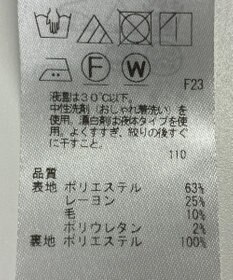 F
W
F23
液温は30℃以下。
中性洗剤(おしゃれ着洗い)を
使用。漂白剤は液体タイプを使
用。よくすすぎ、絞りの後すぐ
に干すこと。
110
品質
表地 ポリエステル 63%
レーヨン 25%
毛 10%
ポリウレタン 2%
裏地 ポリエステル 100%